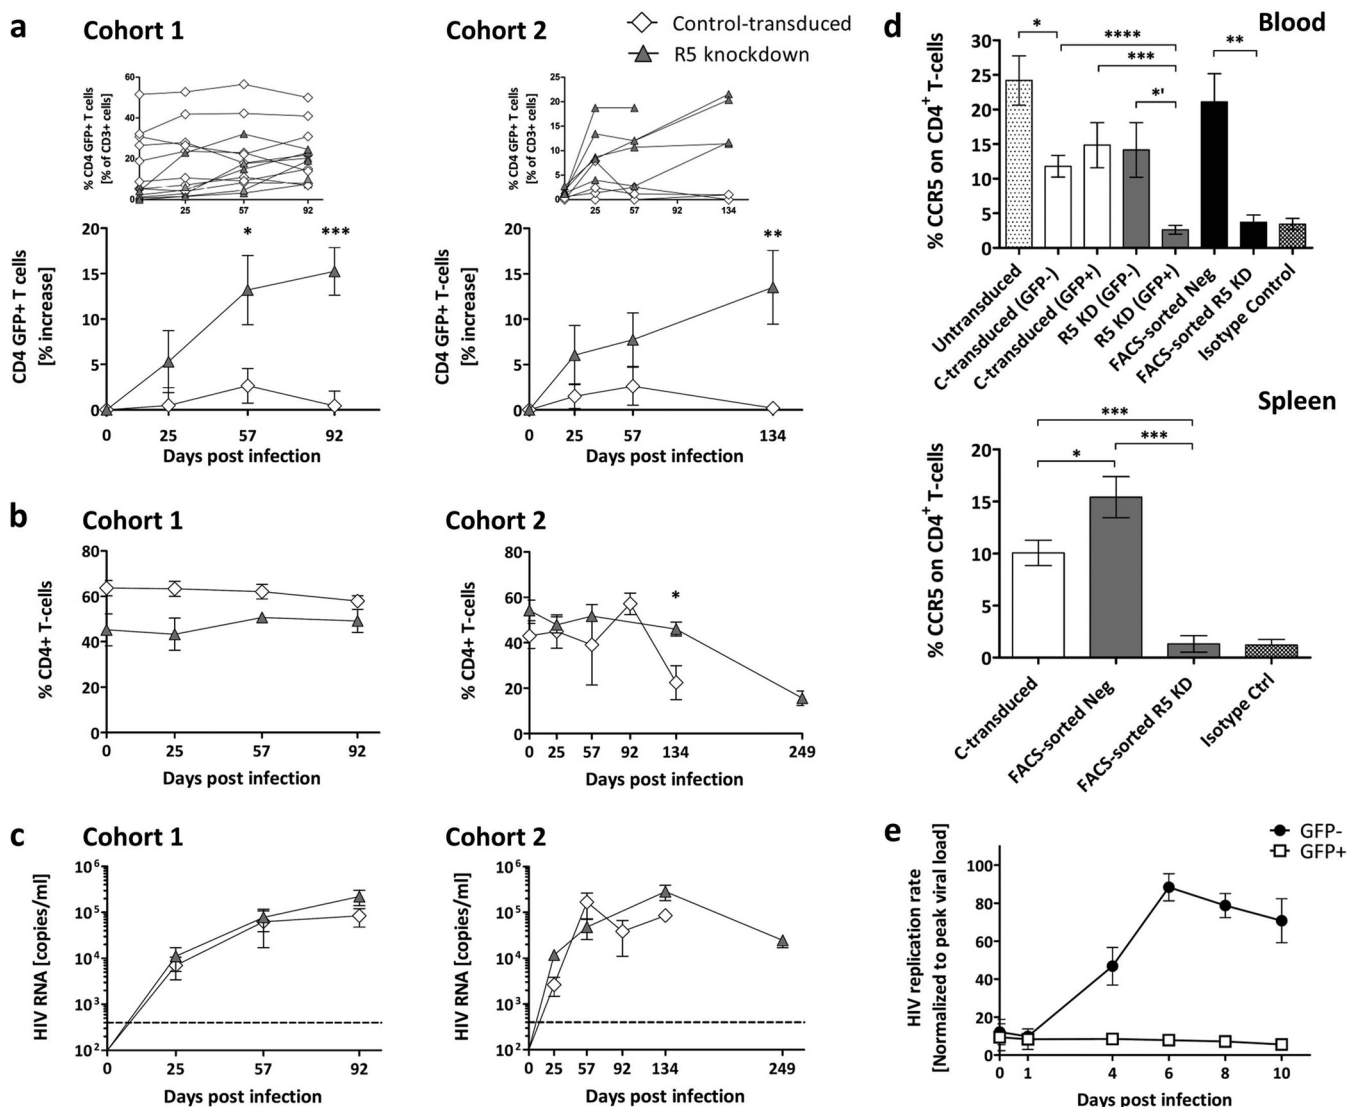 a
Cohort 1
Cohort 2
Control-transduced
R5 knockdown
% CD4 GFP+ T cells
[% of CD3+ cells]
60
40
20
0
25
57
92
% CD4 GFP+ T cells
[% of CD3+ cells]
25
20
15
10
5
0
25
57
92
134
CD4 GFP+ T cells
[% increase]
20
15
10
5
0
*
***
0
25
57
92
Days post infection
CD4 GFP+ T-cells
[% increase]
20
15
10
5
0
**
0
25
57
134
Days post infection
b
Cohort 1
% CD4+ T-cells
80
60
40
20
0
0
25
57
92
Days post infection
Cohort 2
% CD4+ T-cells
80
60
40
20
0
*
0
25
57
92
134
249
Days post infection
c
Cohort 1
HIV RNA [copies/ml]
10⁶
10⁵
10⁴
10³
10²
0
25
57
92
Days post infection
Cohort 2
HIV RNA [copies/ml]
10⁶
10⁵
10⁴
10³
10²
0
25
57
92
134
249
Days post infection
d
Blood
% CCR5 on CD4⁺ T-cells
30
25
20
15
10
5
0
*
****
***
*'
**
Untransduced
C-transduced (GFP-)
C-transduced (GFP+)
R5 KD (GFP-)
R5 KD (GFP+)
FACS-sorted Neg
FACS-sorted R5 KD
Isotype Control
Spleen
% CCR5 on CD4⁺ T-cells
20
15
10
5
0
***
***
*
C-transduced
FACS-sorted Neg
FACS-sorted R5 KD
Isotype Ctrl
e
GFP-
GFP+
HIV replication rate
[Normalized to peak viral load]
100
80
60
40
20
0
0
1
4
6
8
10
Days post infection